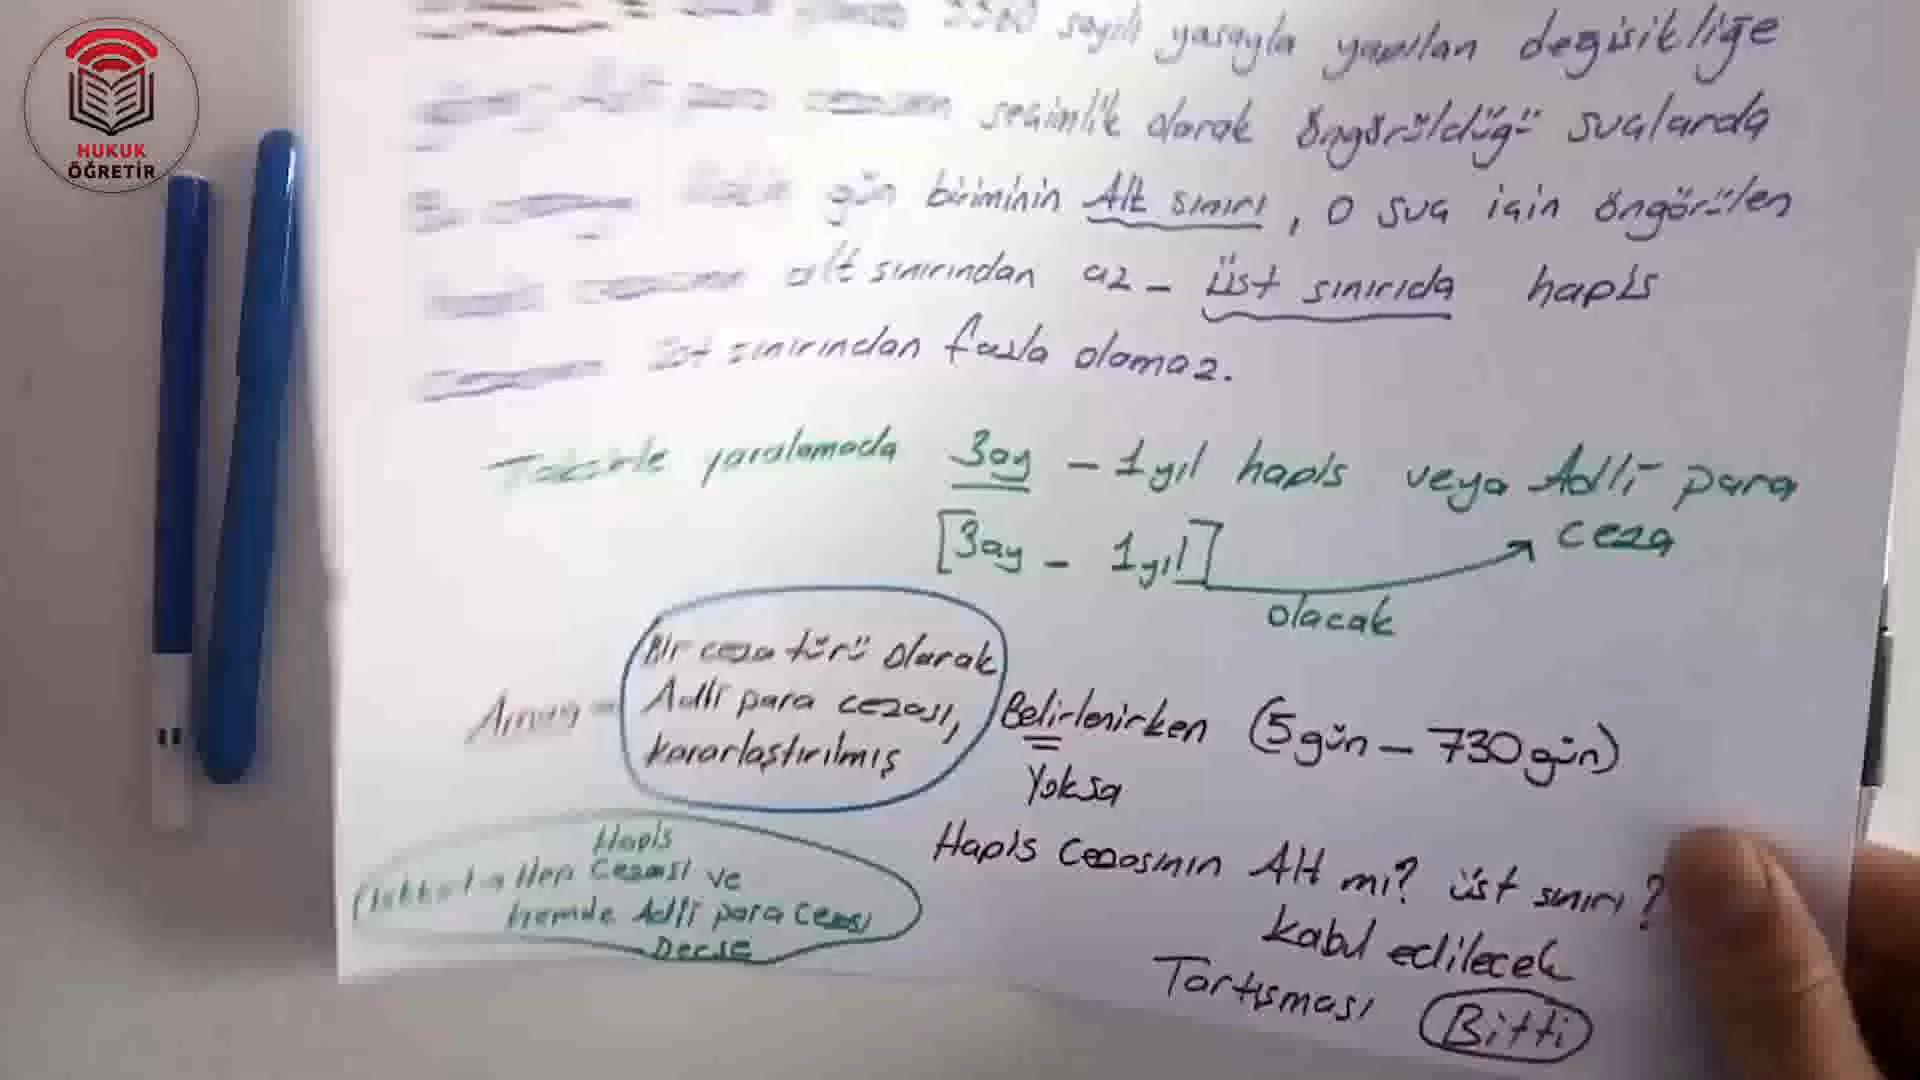 HUKUK
ÖĞRETİR
sayılı yasayla yapılan değişikliğe
para cezasının seçimlik olarak öngörüldüğü suçlarda
gün biriminin Alt sınırı, o suç için öngörülen
alt sınırından az - üst sınırıda hapis
üst sınırından fazla olamaz.
Taksirle yaralamada 3ay - 1yıl hapis veya Adli para
ceza
[3ay - 1yıl]
olacak
Bir ceza türü olarak
Adli para cezası,
kararlaştırılmış
Belirlenirken (5gün - 730gün)
Yoksa
Hapis Cezasının Alt mı? üst sınırı?
kabul edilecek
Tartışması Bitti
Hapis
Cezası ve
hemde Adli para Cezası
Derse